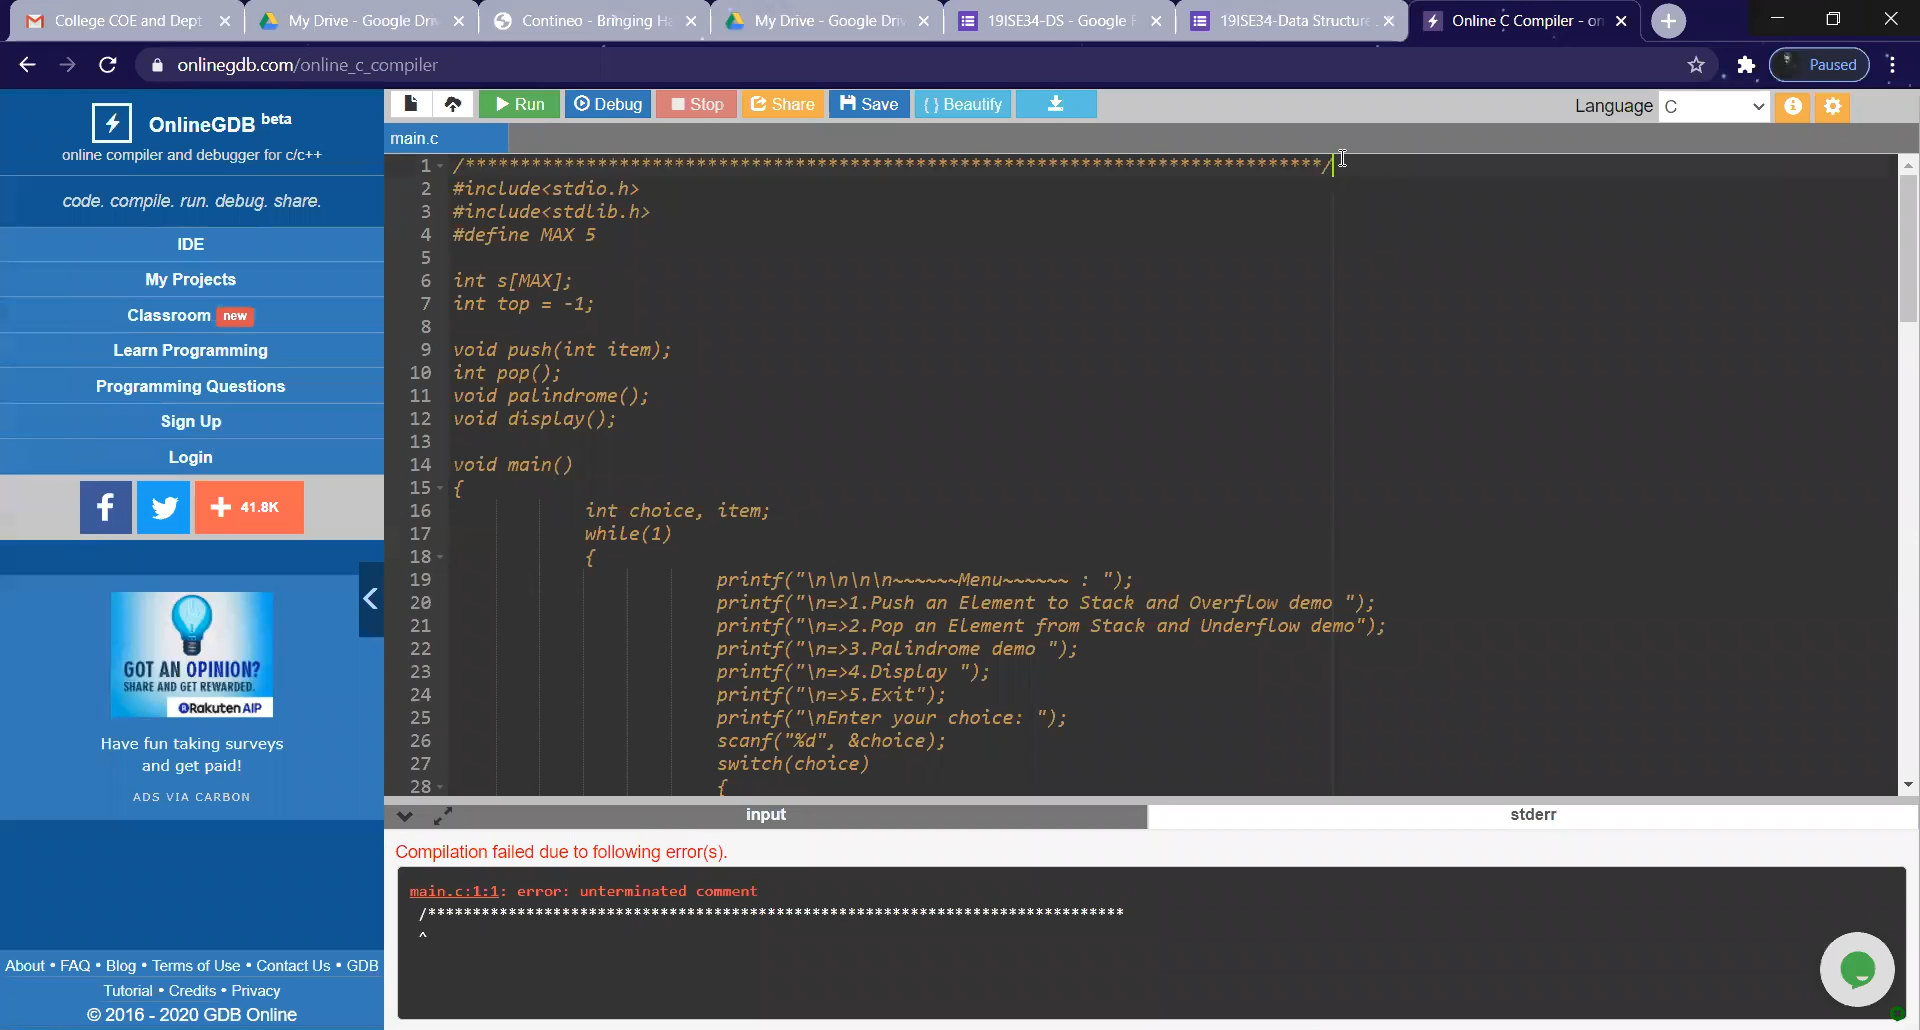 College COE and Dept
My Drive - Google Dri
Contineo - Bringing Ha
My Drive - Google Driv
19ISE34-DS - Google F
19ISE34-Data Structure
Online C Compiler - on
onlinegdb.com/online_c_compiler
Paused
OnlineGDB beta
online compiler and debugger for c/c++
code. compile. run. debug. share.
IDE
My Projects
Classroom new
Learn Programming
Programming Questions
Sign Up
Login
41.8K
GOT AN OPINION?
SHARE AND GET REWARDED.
Rakuten AIP
Have fun taking surveys
and get paid!
ADS VIA CARBON
About • FAQ • Blog • Terms of Use • Contact Us • GDB
Tutorial • Credits • Privacy
© 2016 - 2020 GDB Online
Run
Debug
Stop
Share
Save
{ } Beautify
Language C
main.c
1 /******************************************************************************/
2 #include<stdio.h>
3 #include<stdlib.h>
4 #define MAX 5
5
6 int s[MAX];
7 int top = -1;
8
9 void push(int item);
10 int pop();
11 void palindrome();
12 void display();
13
14 void main()
15 {
16 int choice, item;
17 while(1)
18 {
19 printf("\n\n\n\n~~~~~~Menu~~~~~~ : ");
20 printf("\n=>1.Push an Element to Stack and Overflow demo ");
21 printf("\n=>2.Pop an Element from Stack and Underflow demo");
22 printf("\n=>3.Palindrome demo ");
23 printf("\n=>4.Display ");
24 printf("\n=>5.Exit");
25 printf("\nEnter your choice: ");
26 scanf("%d", &choice);
27 switch(choice)
28 {
input
stderr
Compilation failed due to following error(s).
main.c:1:1: error: unterminated comment
/******************************************************************************
^